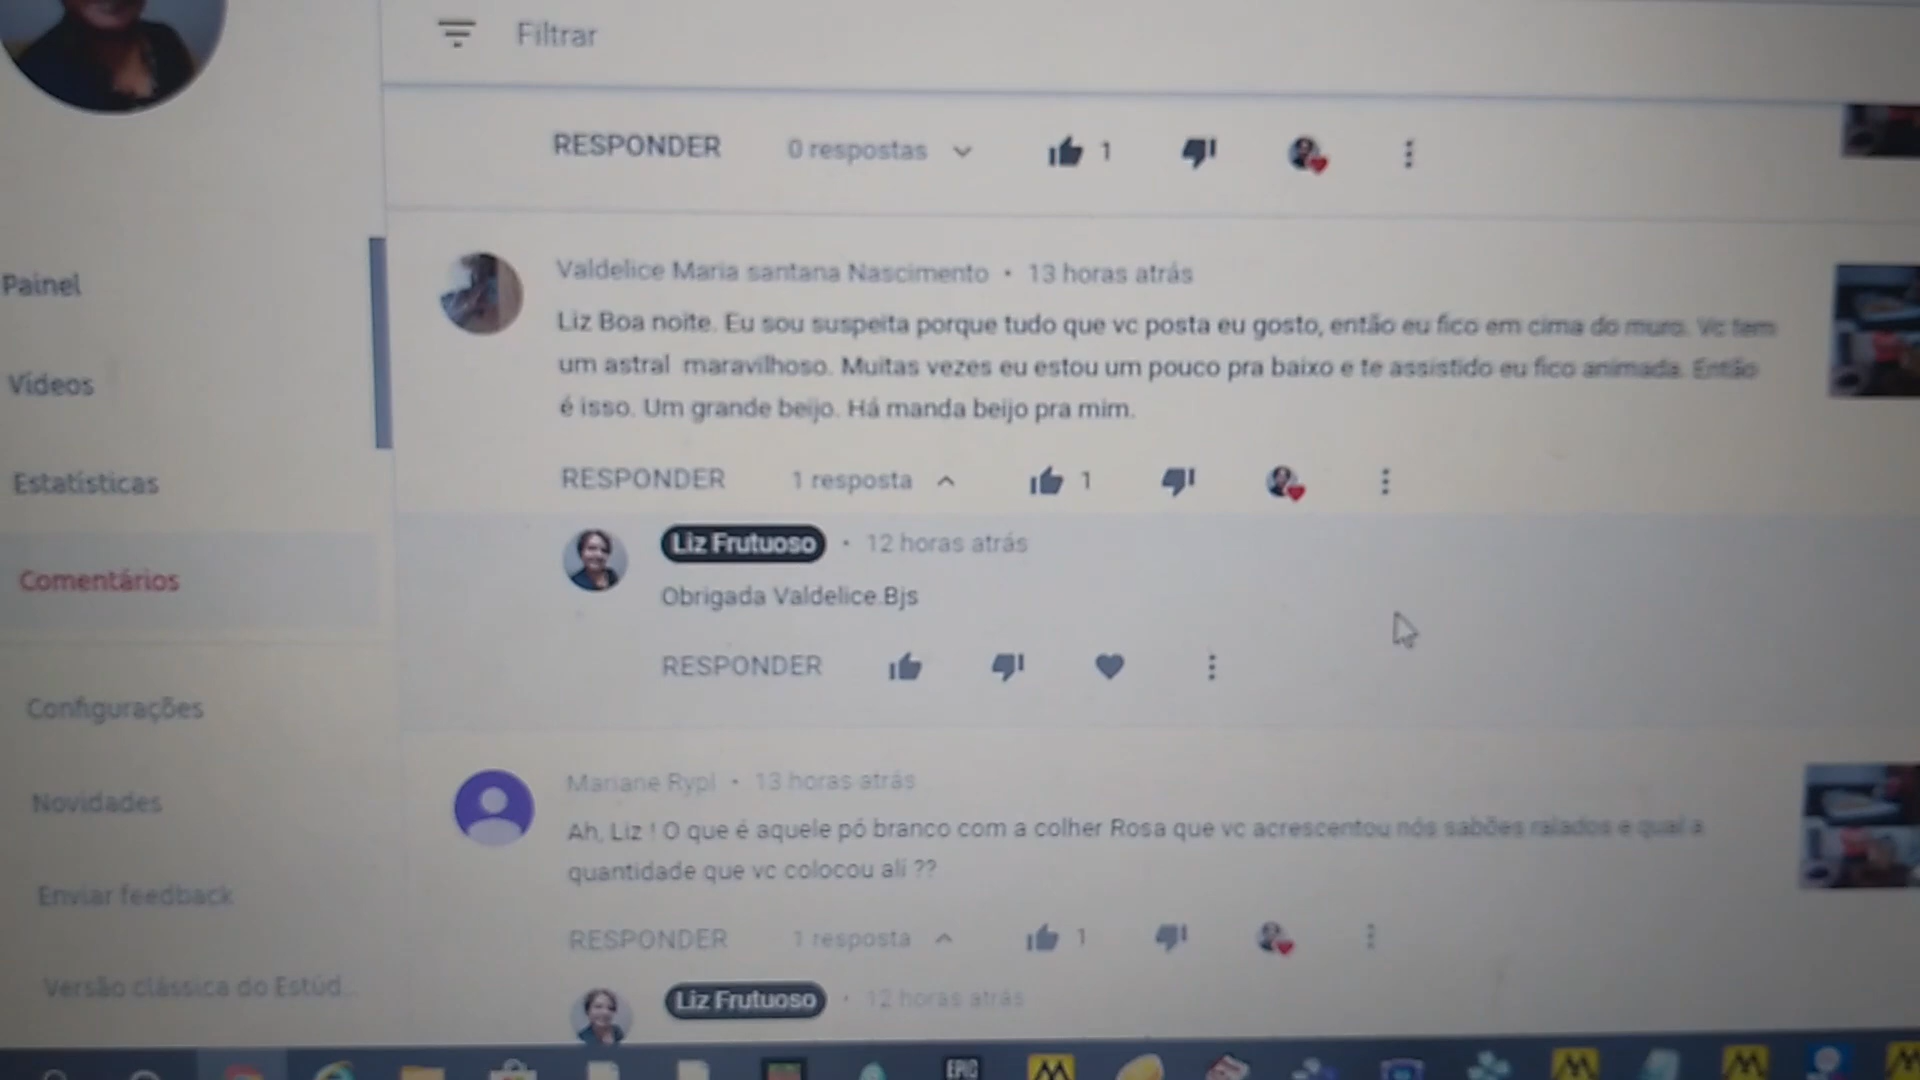 Filtrar
RESPONDER 0 respostas 1
Painel
Valdelice Maria santana Nascimento • 13 horas atrás
Liz Boa noite. Eu sou suspeita porque tudo que vc posta eu gosto, então eu fico em cima do muro. Vc tem
um astral maravilhoso. Muitas vezes eu estou um pouco pra baixo e te assistido eu fico animada. Então
é isso. Um grande beijo. Há manda beijo pra mim.
Vídeos
Estatísticas
RESPONDER 1 resposta 1
Liz Frutuoso • 12 horas atrás
Comentários
Obrigada Valdelice.Bjs
RESPONDER
Configurações
Mariane Rypl • 13 horas atrás
Novidades
Ah, Liz ! O que é aquele pó branco com a colher Rosa que vc acrescentou nós sabões ralados e qual a
quantidade que vc colocou ali ??
Enviar feedback
RESPONDER 1 resposta 1
Versão clássica do Estúd...
Liz Frutuoso • 12 horas atrás
EPIC